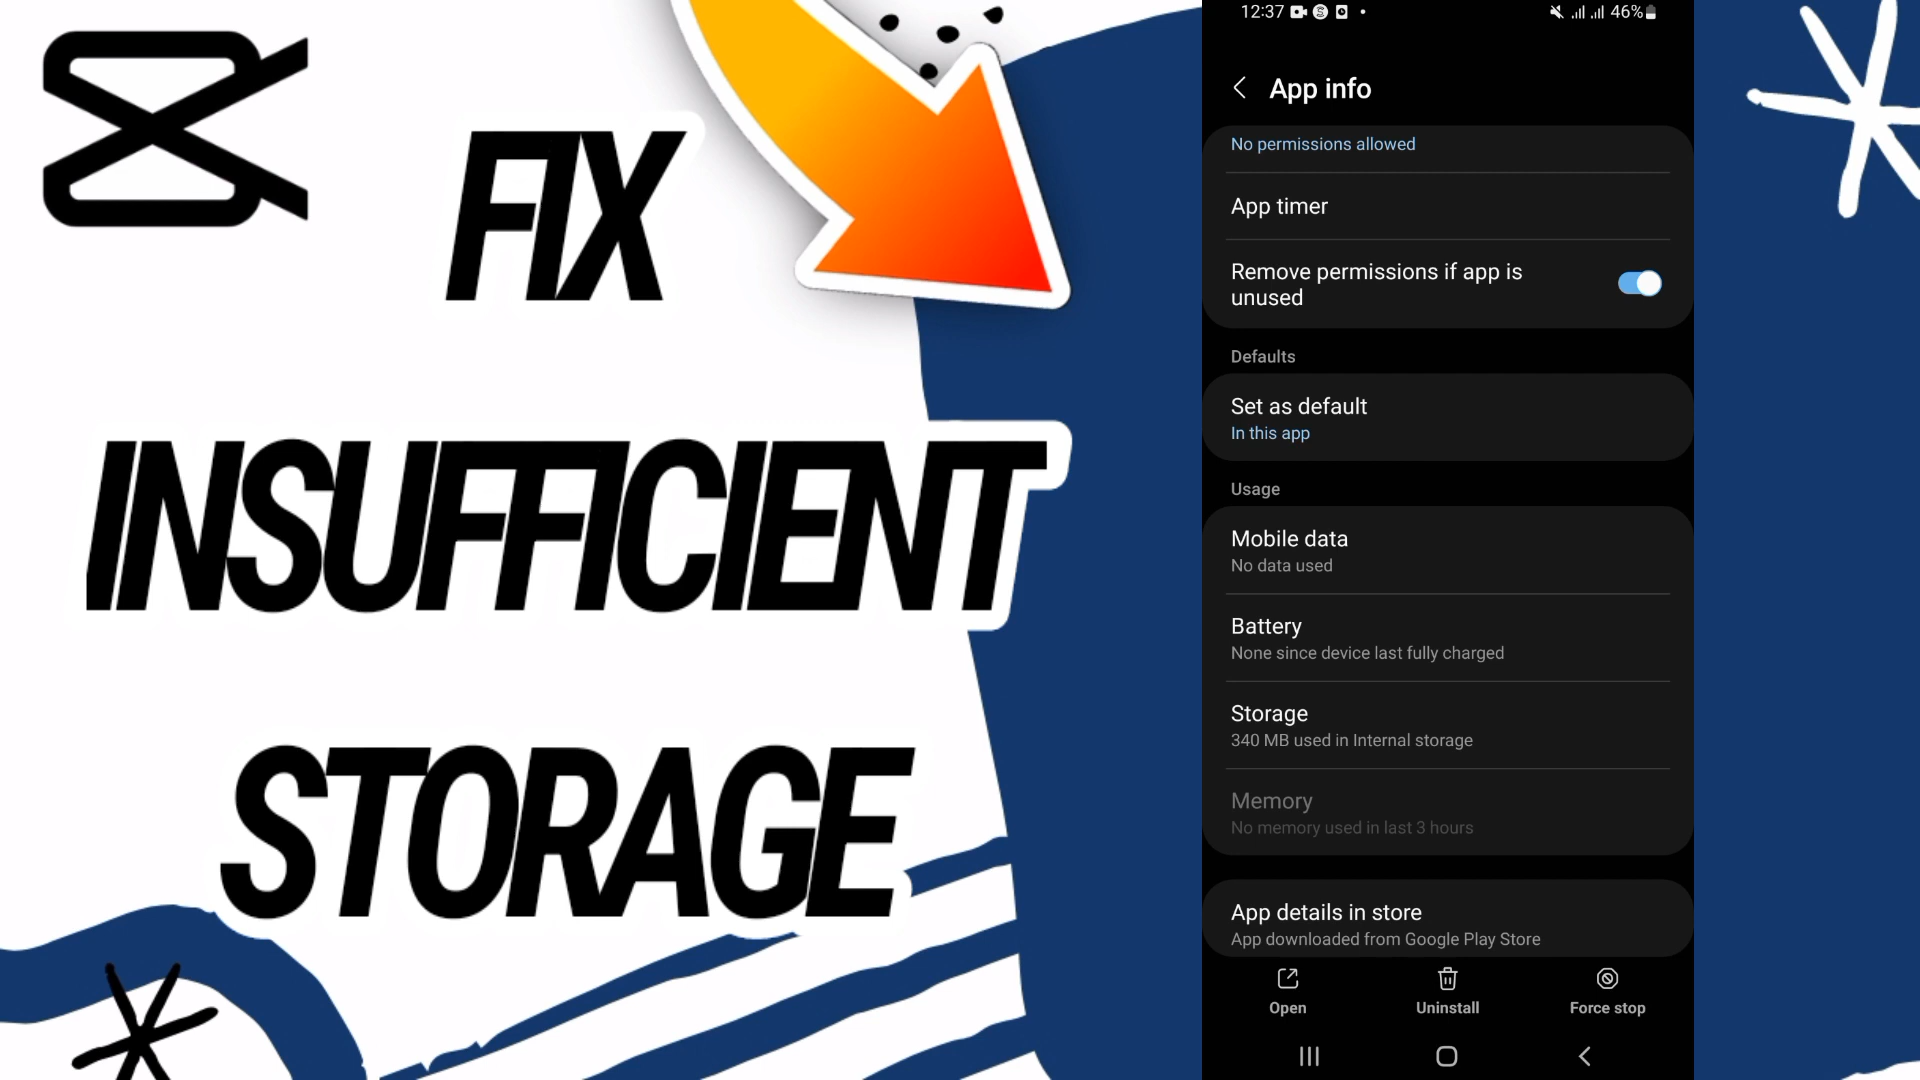 FIX
INSUFFICIENT
STORAGE
12:37
46%
App info
No permissions allowed
App timer
Remove permissions if app is
unused
Defaults
Set as default
In this app
Usage
Mobile data
No data used
Battery
None since device last fully charged
Storage
340 MB used in Internal storage
Memory
No memory used in last 3 hours
App details in store
App downloaded from Google Play Store
Open
Uninstall
Force stop